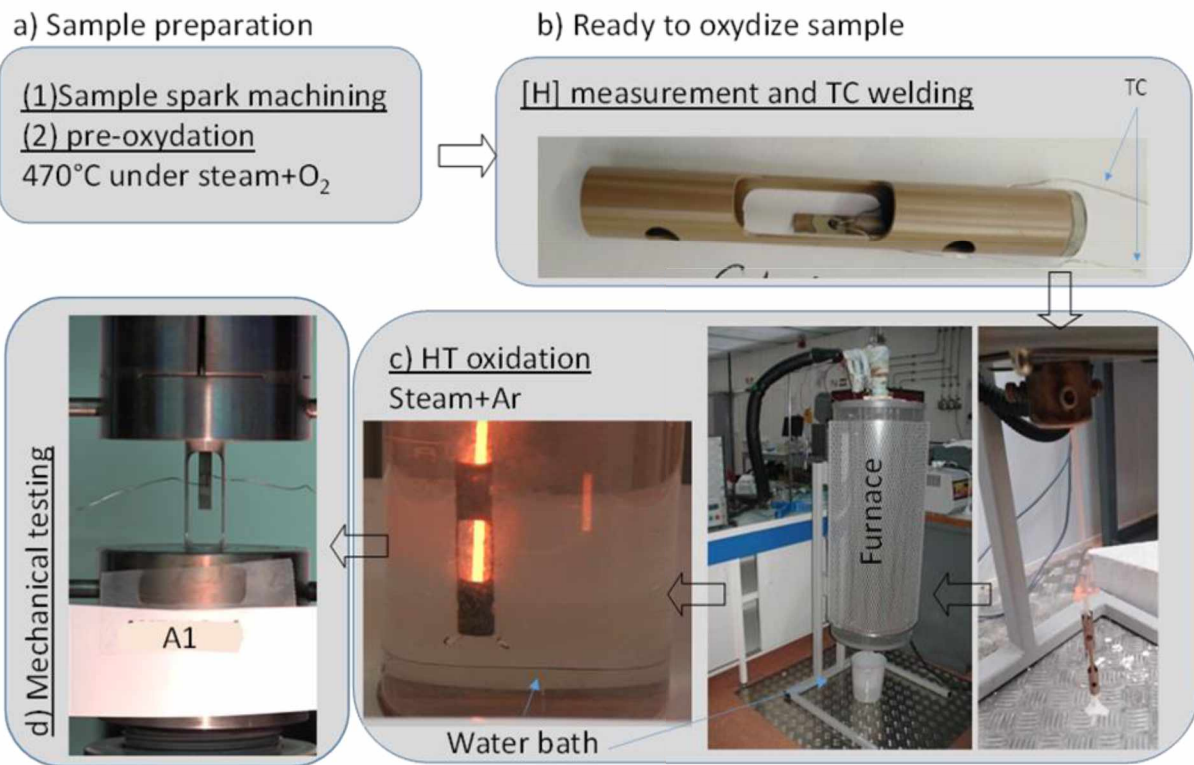 a) Sample preparation
(1)Sample spark machining
(2) pre-oxydation
470°C under steam+O₂
b) Ready to oxydize sample
[H] measurement and TC welding
TC
c) HT oxidation
Steam+Ar
Furnace
Water bath
d) Mechanical testing
A1